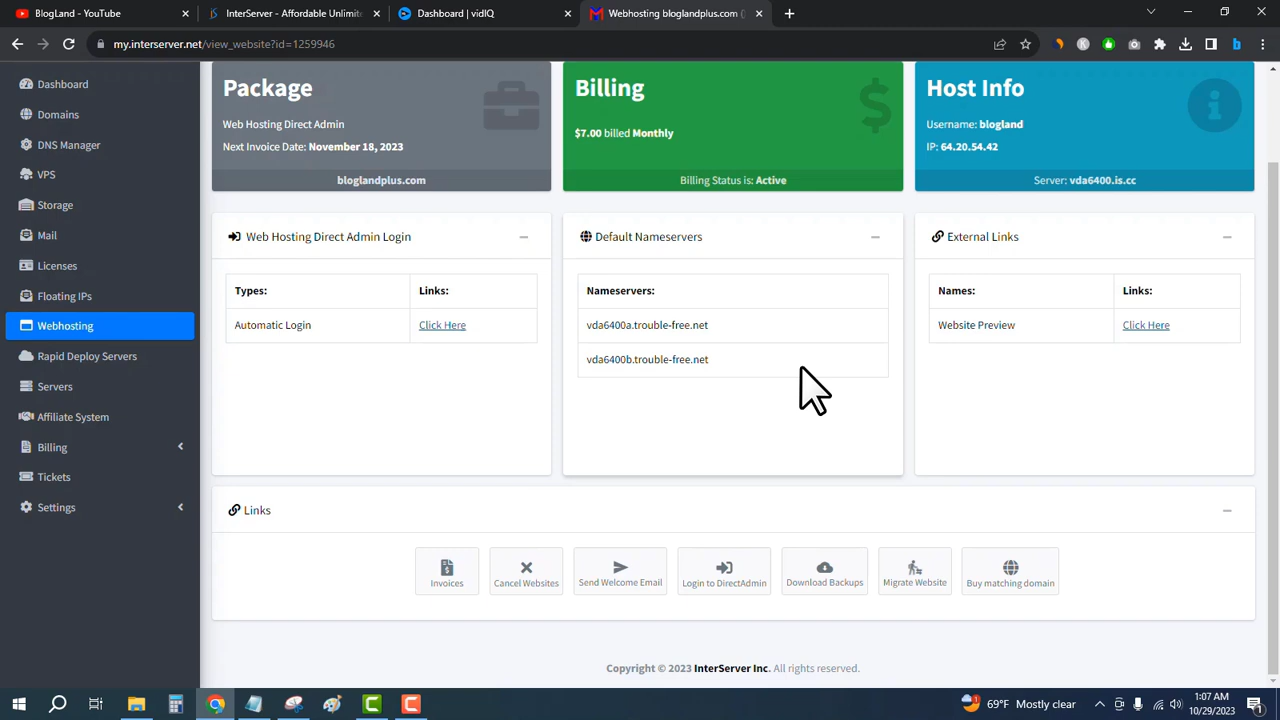 BlogLand - YouTube
InterServer - Affordable Unlimite
Dashboard | vidIQ
Webhosting bloglandplus.com (
my.interserver.net/view_website?id=1259946
Dashboard
Domains
DNS Manager
VPS
Storage
Mail
Licenses
Floating IPs
Webhosting
Rapid Deploy Servers
Servers
Affiliate System
Billing
Tickets
Settings
Package
Web Hosting Direct Admin
Next Invoice Date: November 18, 2023
bloglandplus.com
Billing
$7.00 billed Monthly
Billing Status is: Active
Host Info
Username: blogland
IP: 64.20.54.42
Server: vda6400.is.cc
Web Hosting Direct Admin Login
Types: Links:
Automatic Login Click Here
Default Nameservers
Nameservers:
vda6400a.trouble-free.net
vda6400b.trouble-free.net
External Links
Names: Links:
Website Preview Click Here
Links
Invoices
Cancel Websites
Send Welcome Email
Login to DirectAdmin
Download Backups
Migrate Website
Buy matching domain
Copyright © 2023 InterServer Inc. All rights reserved.
69°F Mostly clear
1:07 AM
10/29/2023